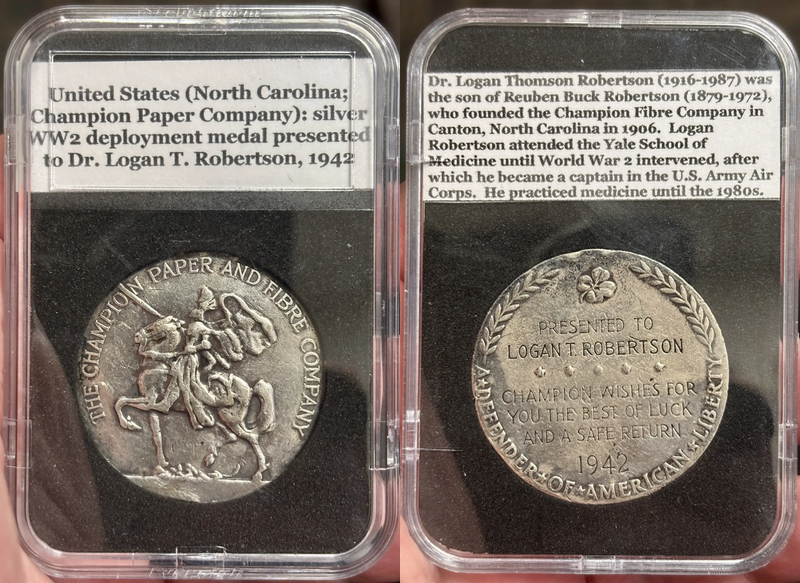 United States (North Carolina;
Champion Paper Company): silver
WW2 deployment medal presented
to Dr. Logan T. Robertson, 1942
THE CHAMPION PAPER AND FIBRE COMPANY
Dr. Logan Thomson Robertson (1916-1987) was
the son of Reuben Buck Robertson (1879-1972),
who founded the Champion Fibre Company in
Canton, North Carolina in 1906. Logan
Robertson attended the Yale School of
Medicine until World War 2 intervened, after
which he became a captain in the U.S. Army Air
Corps. He practiced medicine until the 1980s.
PRESENTED TO
LOGAN T. ROBERTSON
CHAMPION WISHES FOR
YOU THE BEST OF LUCK
AND A SAFE RETURN
1942
A★DEFENDER★OF★AMERICAN★LIBERTY